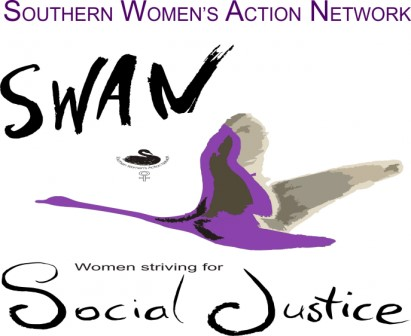 SOUTHERN WOMEN'S ACTION NETWORK
SWAN
Women striving for
Social Justice